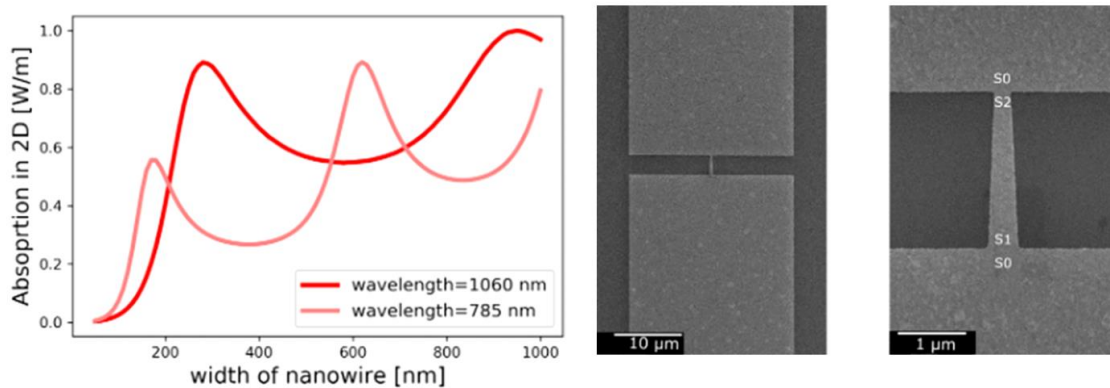 Absoprtion in 2D [W/m]
1.0
0.8
0.6
0.4
0.2
0.0
wavelength=1060 nm
wavelength=785 nm
200
400
600
800
1000
width of nanowire [nm]
10 µm
S0
S2
S1
S0
1 µm